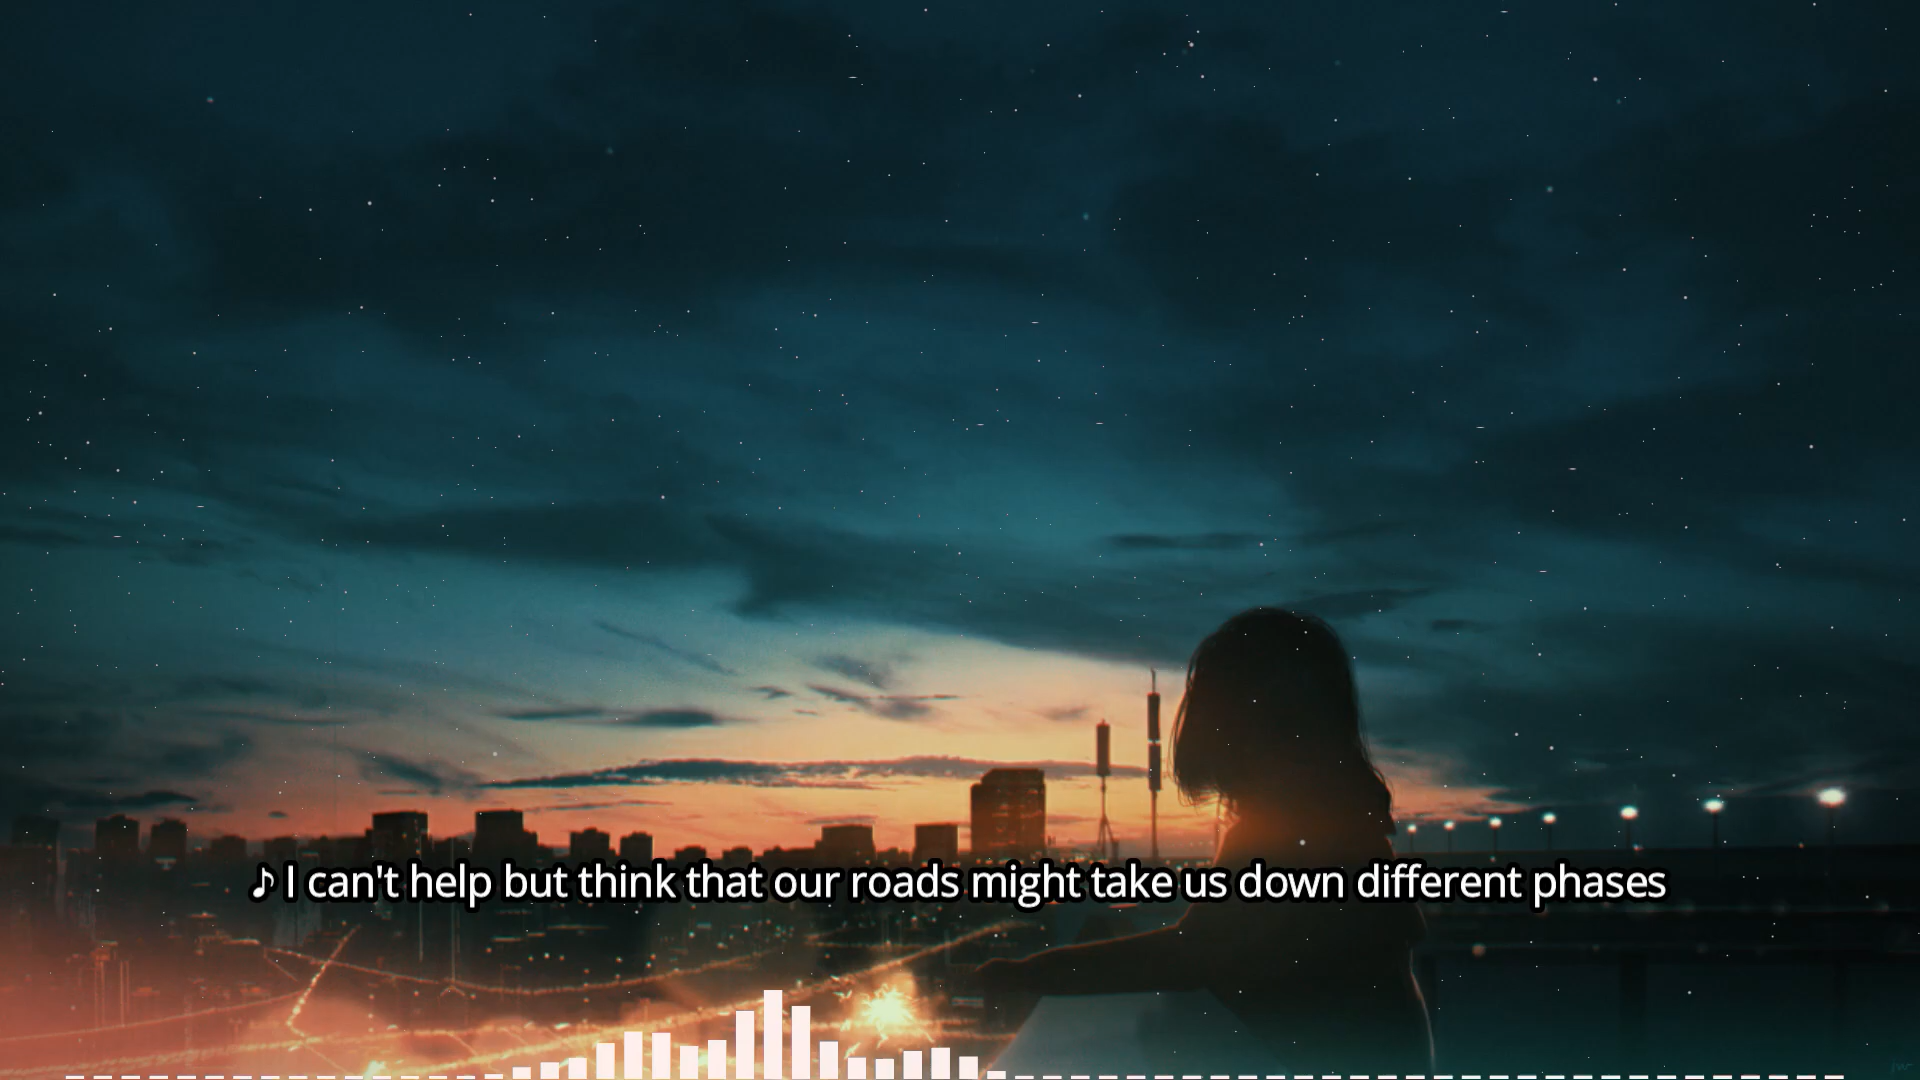 ♪ I can't help but think that our roads might take us down different phases